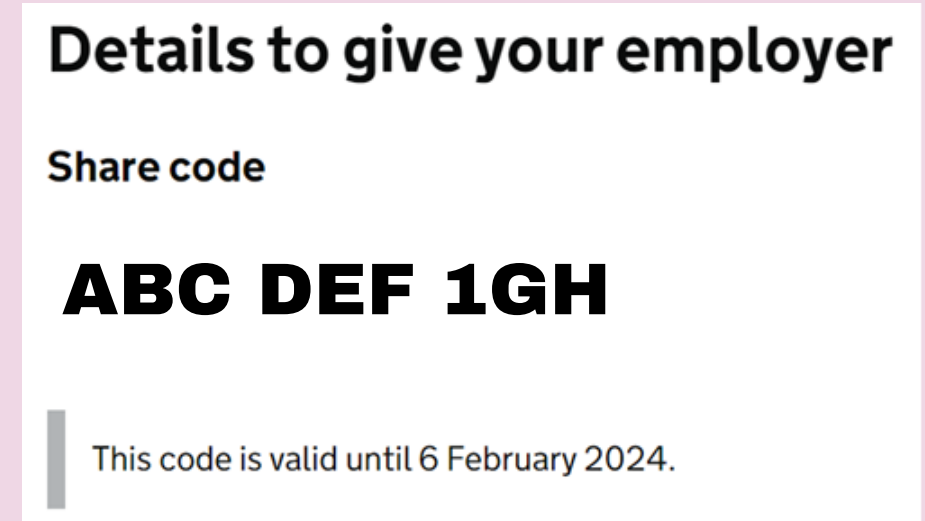 Details to give your employer
Share code
ABC DEF 1GH
This code is valid until 6 February 2024.